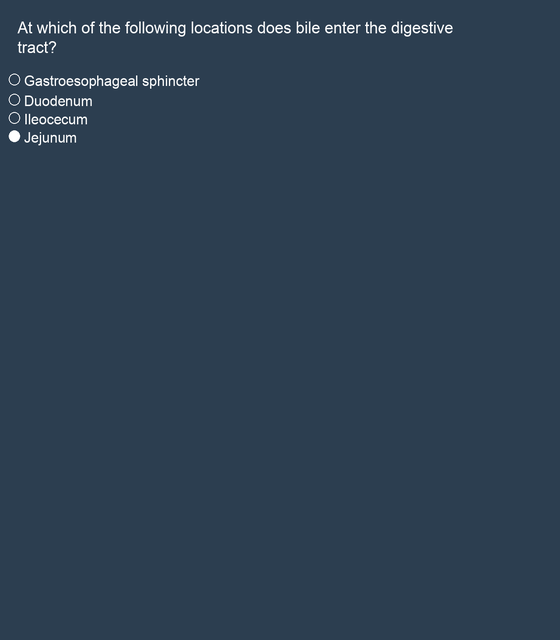 At which of the following locations does bile enter the digestive
tract?
Gastroesophageal sphincter
Duodenum
Ileocecum
Jejunum